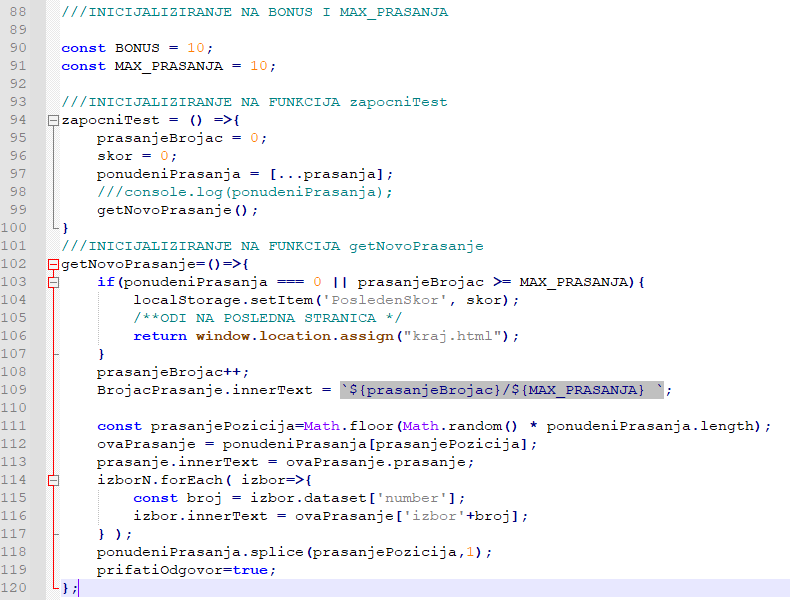 88 ///INICIJALIZIRANJE NA BONUS I MAX_PRASANJA
89
90 const BONUS = 10;
91 const MAX_PRASANJA = 10;
92
93 ///INICIJALIZIRANJE NA FUNKCIJA zapocniTest
94 zapocniTest = () =>{
95     prasanjeBrojac = 0;
96     skor = 0;
97     ponudeniPrasanja = [...prasanja];
98     ///console.log(ponudeniPrasanja);
99     getNovoPrasanje();
100 }
101 ///INICIJALIZIRANJE NA FUNKCIJA getNovoPrasanje
102 getNovoPrasanje=()=>{
103     if(ponudeniPrasanja === 0 || prasanjeBrojac >= MAX_PRASANJA){
104         localStorage.setItem('PosledenSkor', skor);
105         /**ODI NA POSLEDNA STRANICA */
106         return window.location.assign("kraj.html");
107     }
108     prasanjeBrojac++;
109     BrojacPrasanje.innerText = `${prasanjeBrojac}/${MAX_PRASANJA} `;
110
111     const prasanjePozicija=Math.floor(Math.random() * ponudeniPrasanja.length);
112     ovaPrasanje = ponudeniPrasanja[prasanjePozicija];
113     prasanje.innerText = ovaPrasanje.prasanje;
114     izborN.forEach( izbor=>{
115         const broj = izbor.dataset['number'];
116         izbor.innerText = ovaPrasanje['izbor'+broj];
117     } );
118     ponudeniPrasanja.splice(prasanjePozicija,1);
119     prifatiOdgovor=true;
120 };